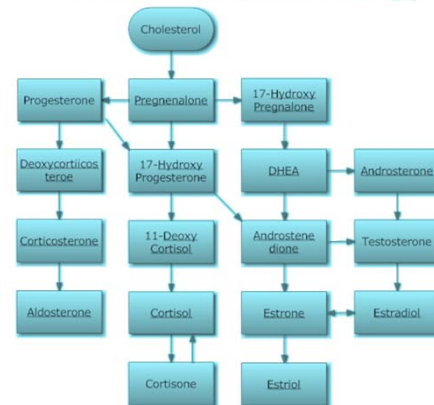 Cholesterol
Progesterone
Pregnenalone
17-Hydroxy
Pregnalone
Deoxycortiicos
teroe
17-Hydroxy
Progesterone
DHEA
Androsterone
Corticosterone
11-Deoxy
Cortisol
Androstene
dione
Testosterone
Aldosterone
Cortisol
Estrone
Estradiol
Cortisone
Estriol